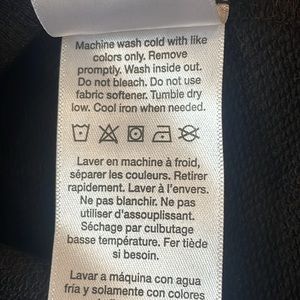 Machine wash cold with like
colors only. Remove
promptly. Wash inside out.
Do not bleach. Do not use
fabric softener. Tumble dry
low. Cool iron when needed.
Laver en machine à froid,
séparer les couleurs. Retirer
rapidement. Laver à l'envers.
Ne pas blanchir. Ne pas
utiliser d'assouplissant.
Séchage par culbutage
basse température. Fer tiède
si besoin.
Lavar a máquina con agua
fría y solamente con colores